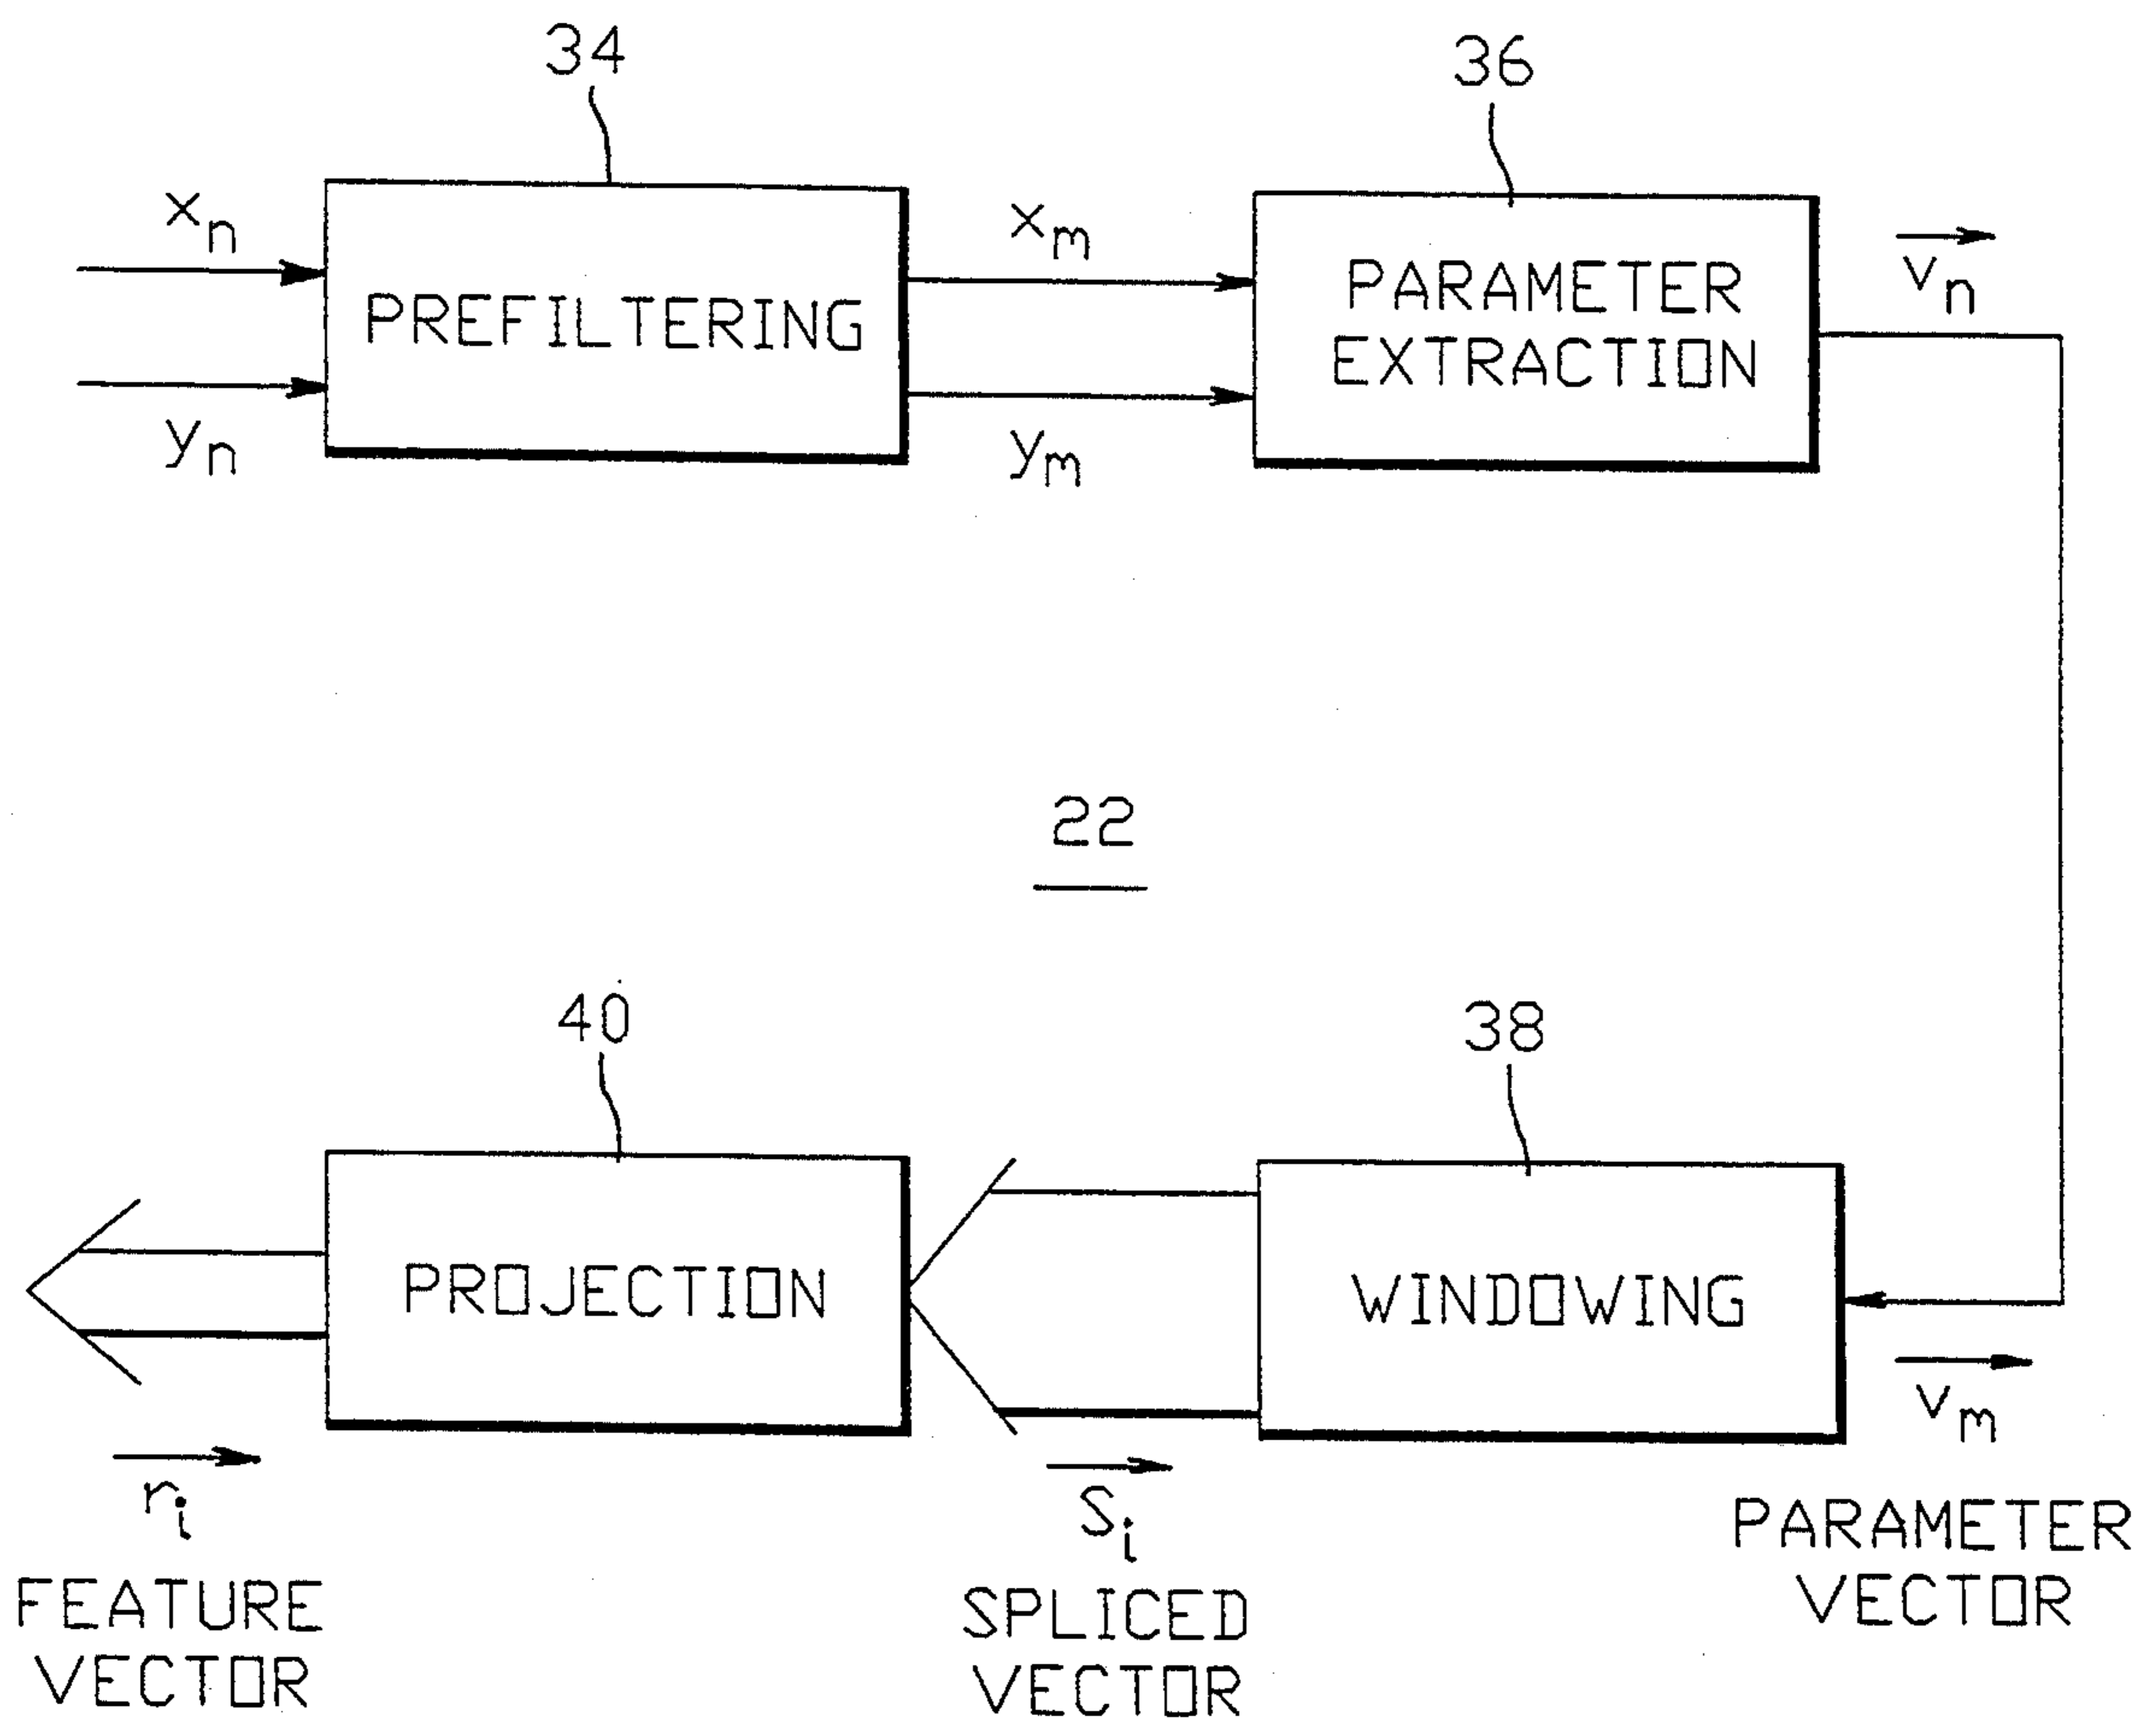 34
36
xₙ
xₘ
vₙ
PREFILTERING
PARAMETER
EXTRACTION
yₙ
yₘ
22
40
38
PROJECTION
WINDOWING
vₘ
rᵢ
Sᵢ
PARAMETER
VECTOR
FEATURE
VECTOR
SPLICED
VECTOR